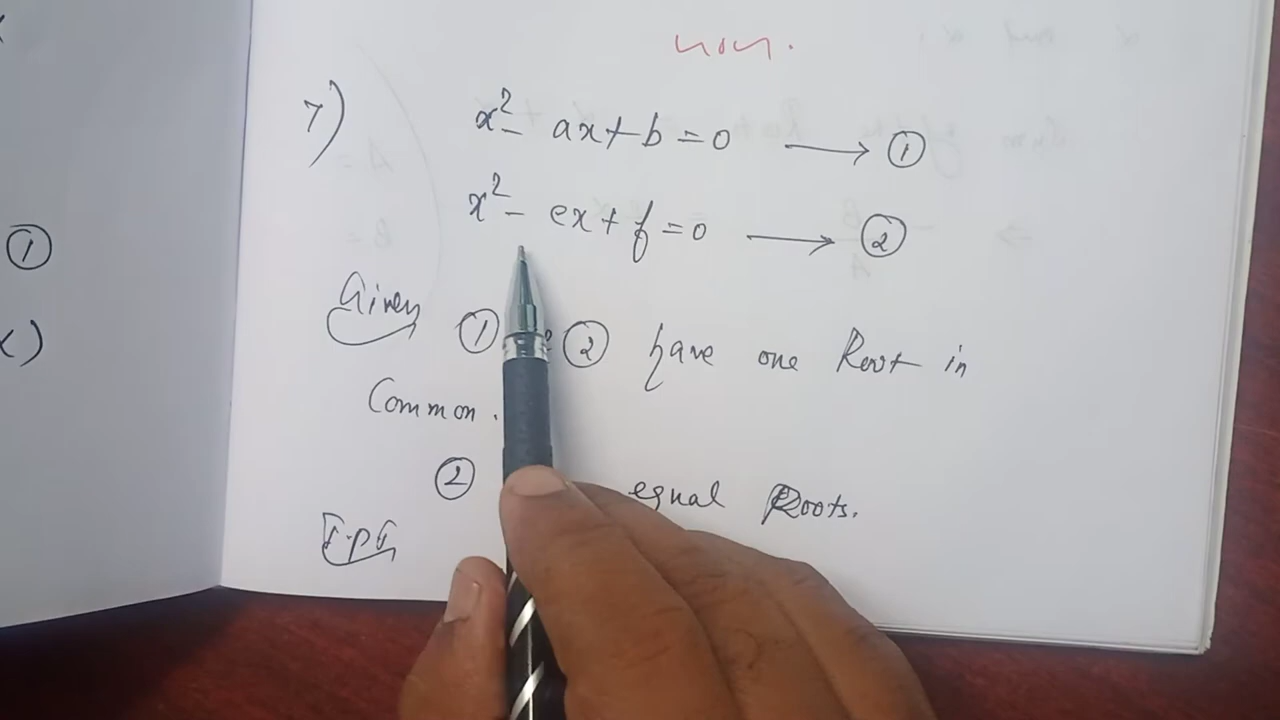 7) x² - ax + b = 0 → ①
x² - ex + f = 0 → ②
Given ① ② have one Root in
Common.
② equal Roots.
①